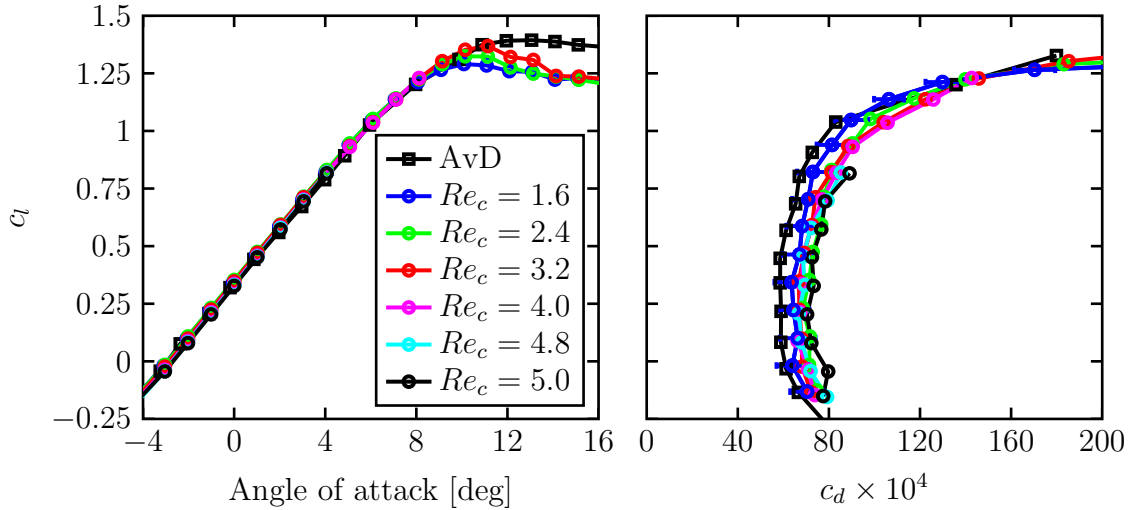 1.5
1.25
1
0.75
0.5
0.25
0
−0.25
c_l
−4 0 4 8 12 16
Angle of attack [deg]
AvD
Re_c = 1.6
Re_c = 2.4
Re_c = 3.2
Re_c = 4.0
Re_c = 4.8
Re_c = 5.0
0 40 80 120 160 200
c_d × 10^4